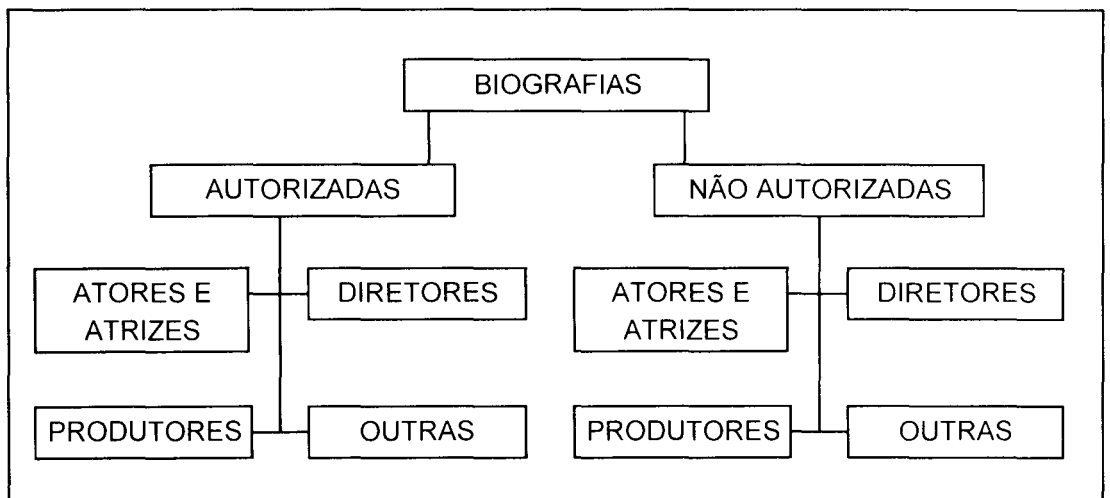 BIOGRAFIAS
AUTORIZADAS
NÃO AUTORIZADAS
ATORES E
ATRIZES
DIRETORES
ATORES E
ATRIZES
DIRETORES
PRODUTORES
OUTRAS
PRODUTORES
OUTRAS